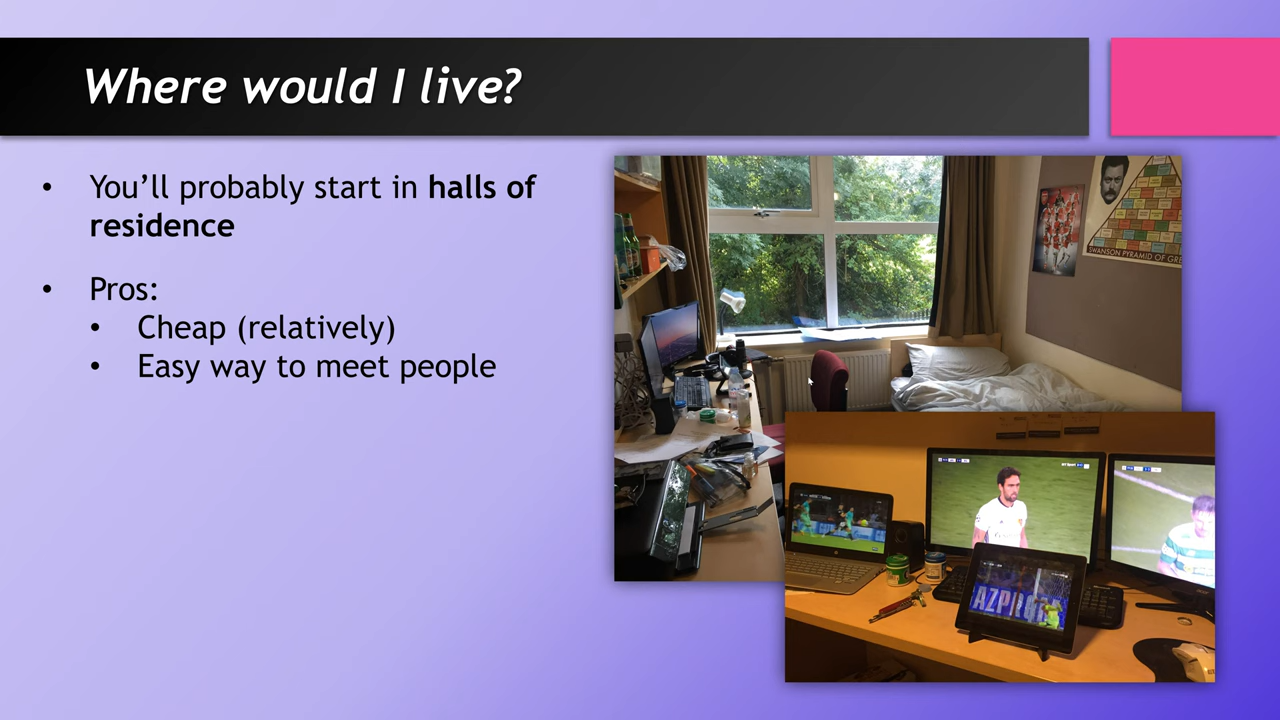 Where would I live?
• You’ll probably start in halls of
residence
• Pros:
• Cheap (relatively)
• Easy way to meet people
SWANSON PYRAMID OF GRE
AZPIL